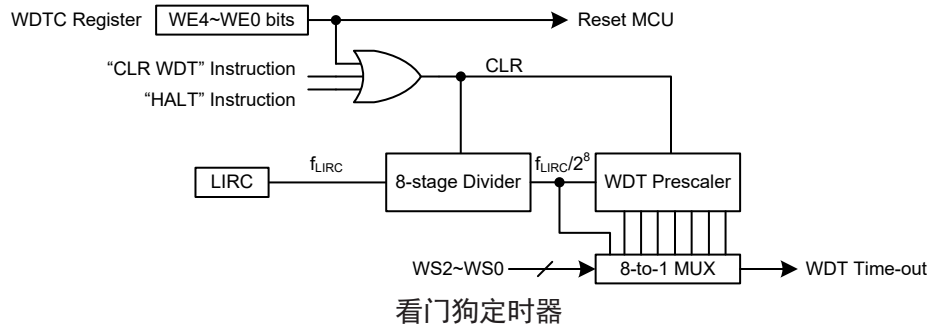 WDTC Register WE4~WE0 bits Reset MCU
CLR
“CLR WDT” Instruction
“HALT” Instruction
LIRC fLIRC 8-stage Divider fLIRC/2⁸ WDT Prescaler
WS2~WS0 8-to-1 MUX WDT Time-out
看门狗定时器